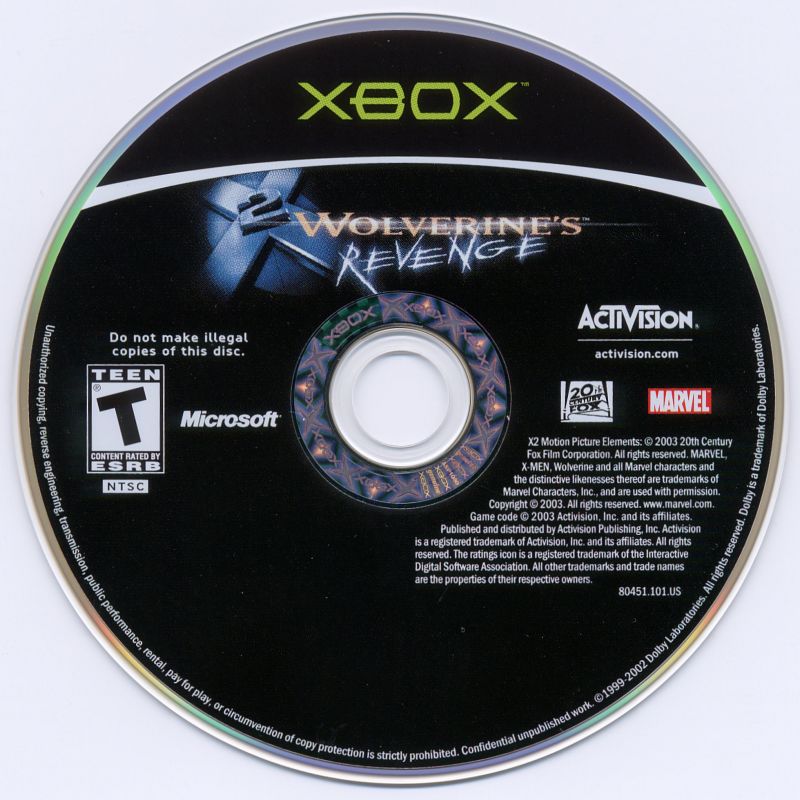 XBOX™
2 WOLVERINE'S™
REVENGE
Do not make illegal
copies of this disc.
TEEN
T
®
CONTENT RATED BY
ESRB
NTSC
Microsoft®
XBOX XBOX
XBOX
ACTIVISION®
activision.com
20TH
CENTURY
FOX
MARVEL
X2 Motion Picture Elements: © 2003 20th Century
Fox Film Corporation. All rights reserved. MARVEL,
X-MEN, Wolverine and all Marvel characters and
the distinctive likenesses thereof are trademarks of
Marvel Characters, Inc., and are used with permission.
Copyright © 2003. All rights reserved. www.marvel.com.
Game code © 2003 Activision, Inc. and its affiliates.
Published and distributed by Activision Publishing, Inc. Activision
is a registered trademark of Activision, Inc. and its affiliates. All rights
reserved. The ratings icon is a registered trademark of the Interactive
Digital Software Association. All other trademarks and trade names
are the properties of their respective owners.
80451.101.US
Unauthorized copying, reverse engineering, transmission, public performance, rental, pay for play, or circumvention of copy protection is strictly prohibited. Confidential unpublished work. ©1999-2002 Dolby Laboratories. All rights reserved. Dolby is a trademark of Dolby Laboratories.